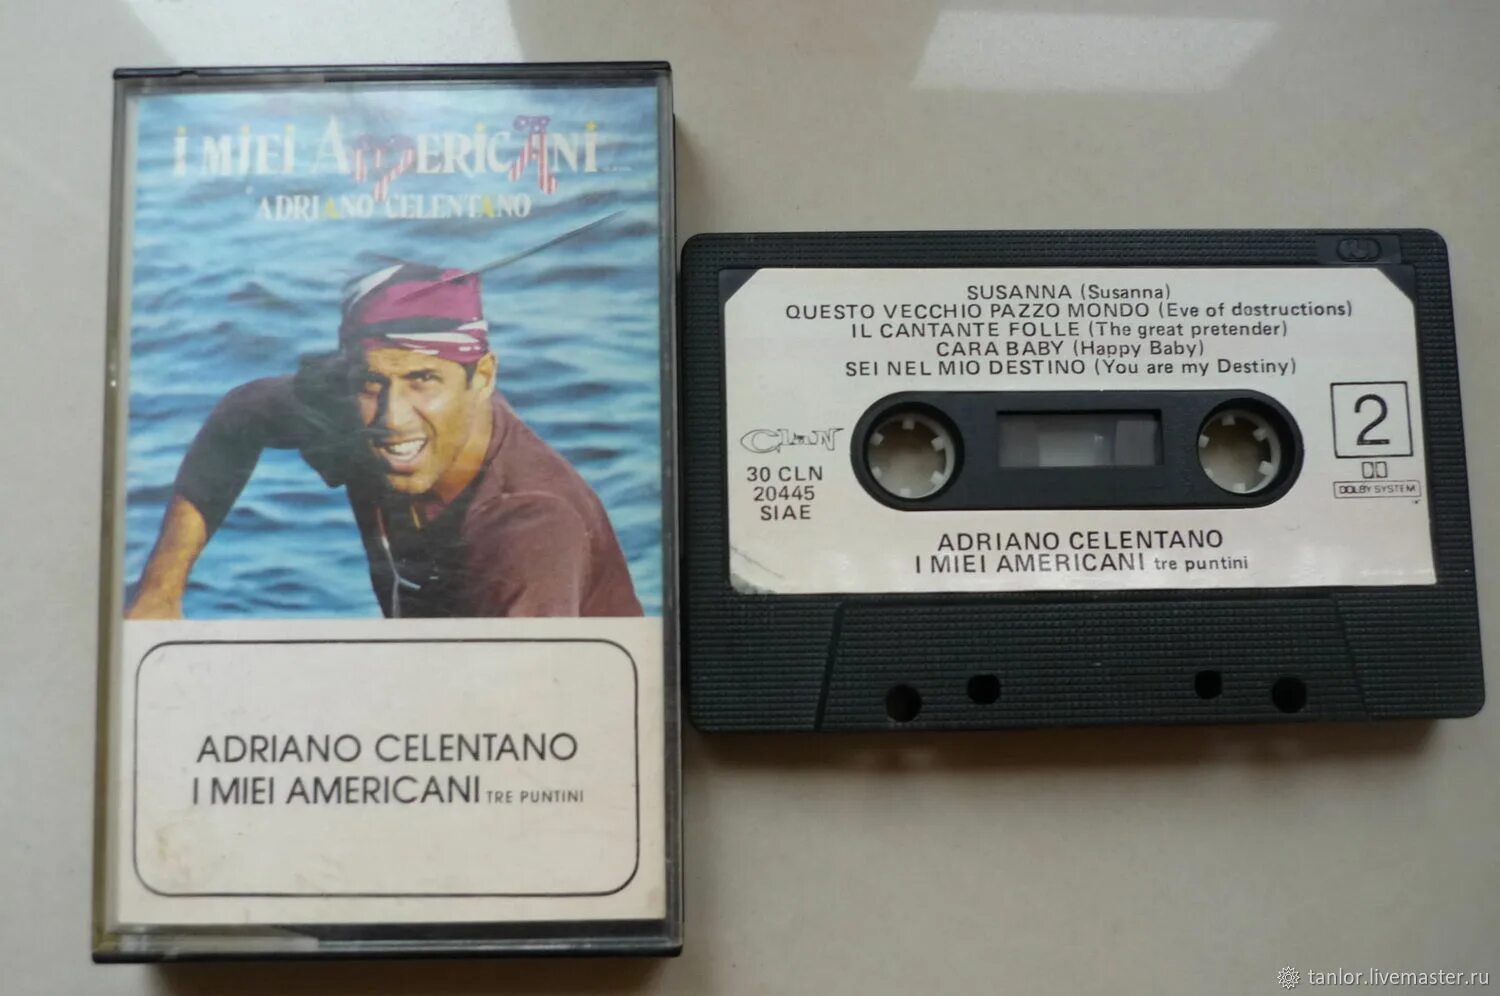 I MIEI AMERICANI...
ADRIANO CELENTANO
ADRIANO CELENTANO
I MIEI AMERICANI TRE PUNTINI
SUSANNA (Susanna)
QUESTO VECCHIO PAZZO MONDO (Eve of dostructions)
IL CANTANTE FOLLE (The great pretender)
CARA BABY (Happy Baby)
SEI NEL MIO DESTINO (You are my Destiny)
CLAN
30 CLN
20445
SIAE
2
DOLBY SYSTEM
ADRIANO CELENTANO
I MIEI AMERICANI tre puntini
tanlor.livemaster.ru